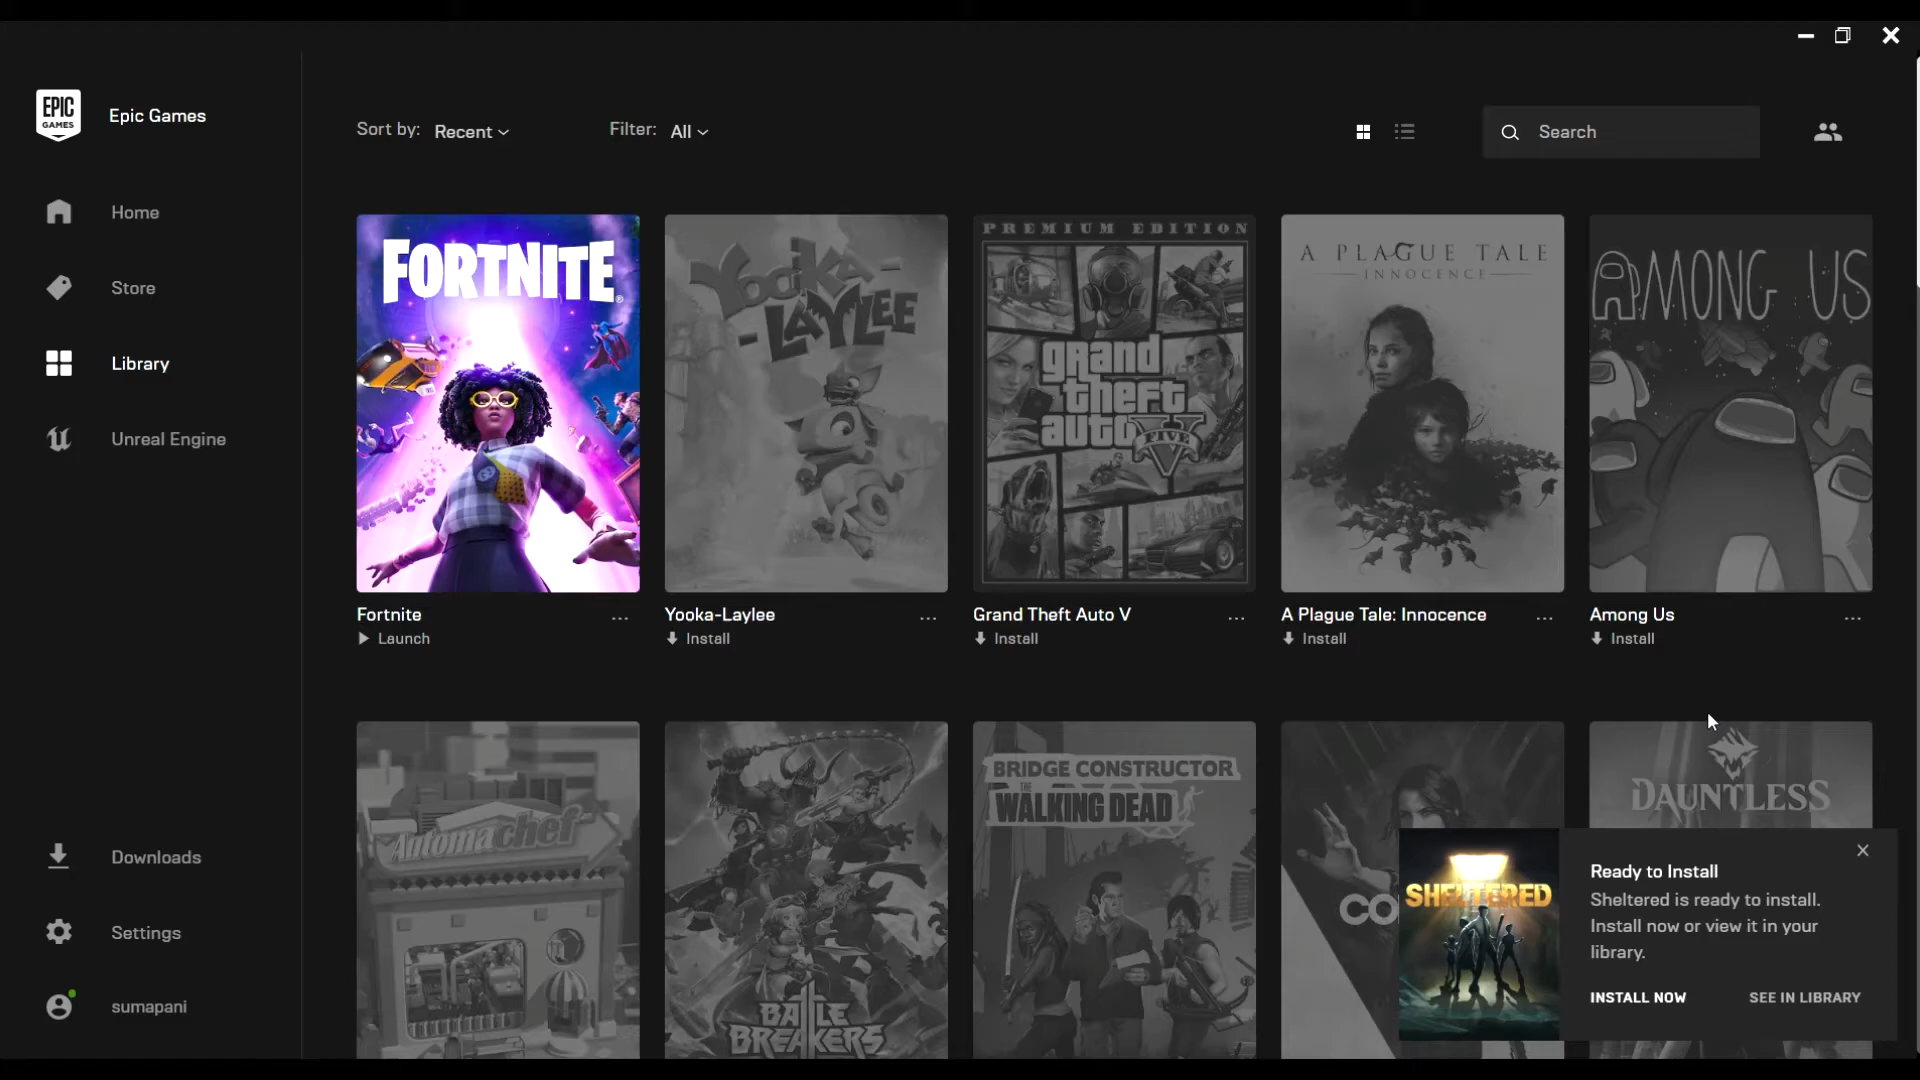 EPIC
GAMES
Epic Games
Home
Store
Library
Unreal Engine
Downloads
Settings
sumapani
Sort by: Recent
Filter: All
Search
FORTNITE
Yooka-
-LAYLEE
PREMIUM EDITION
grand
theft
auto V
FIVE
A PLAGUE TALE
INNOCENCE
AMONG US
Fortnite
Launch
Yooka-Laylee
Install
Grand Theft Auto V
Install
A Plague Tale: Innocence
Install
Among Us
Install
Automachef
BATTLE
BREAKERS
BRIDGE CONSTRUCTOR
THE
WALKING DEAD
CO
DAUNTLESS
SHELTERED
Ready to Install
Sheltered is ready to install.
Install now or view it in your
library.
INSTALL NOW
SEE IN LIBRARY